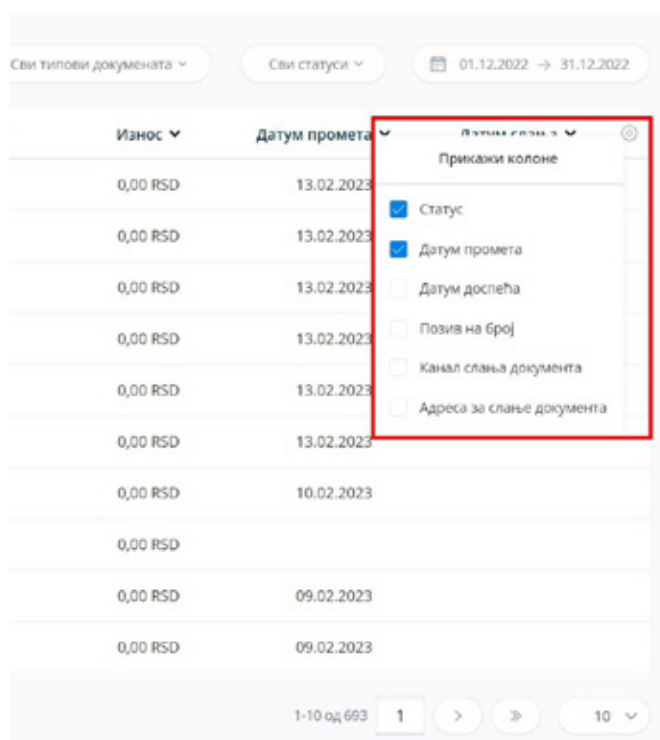 Сви типови документа Сви статуси 01.12.2022 → 31.12.2022
Износ Датум промета Датум слања
Прикажи колоне
0,00 RSD 13.02.2023
Статус
0,00 RSD 13.02.2023
Датум промета
0,00 RSD 13.02.2023
Датум доспећа
0,00 RSD 13.02.2023
Позив на број
0,00 RSD 13.02.2023
Канал слања документа
Адреса за слање документа
0,00 RSD 13.02.2023
0,00 RSD 10.02.2023
0,00 RSD
0,00 RSD 09.02.2023
0,00 RSD 09.02.2023
1-10 од 693 1 > » 10